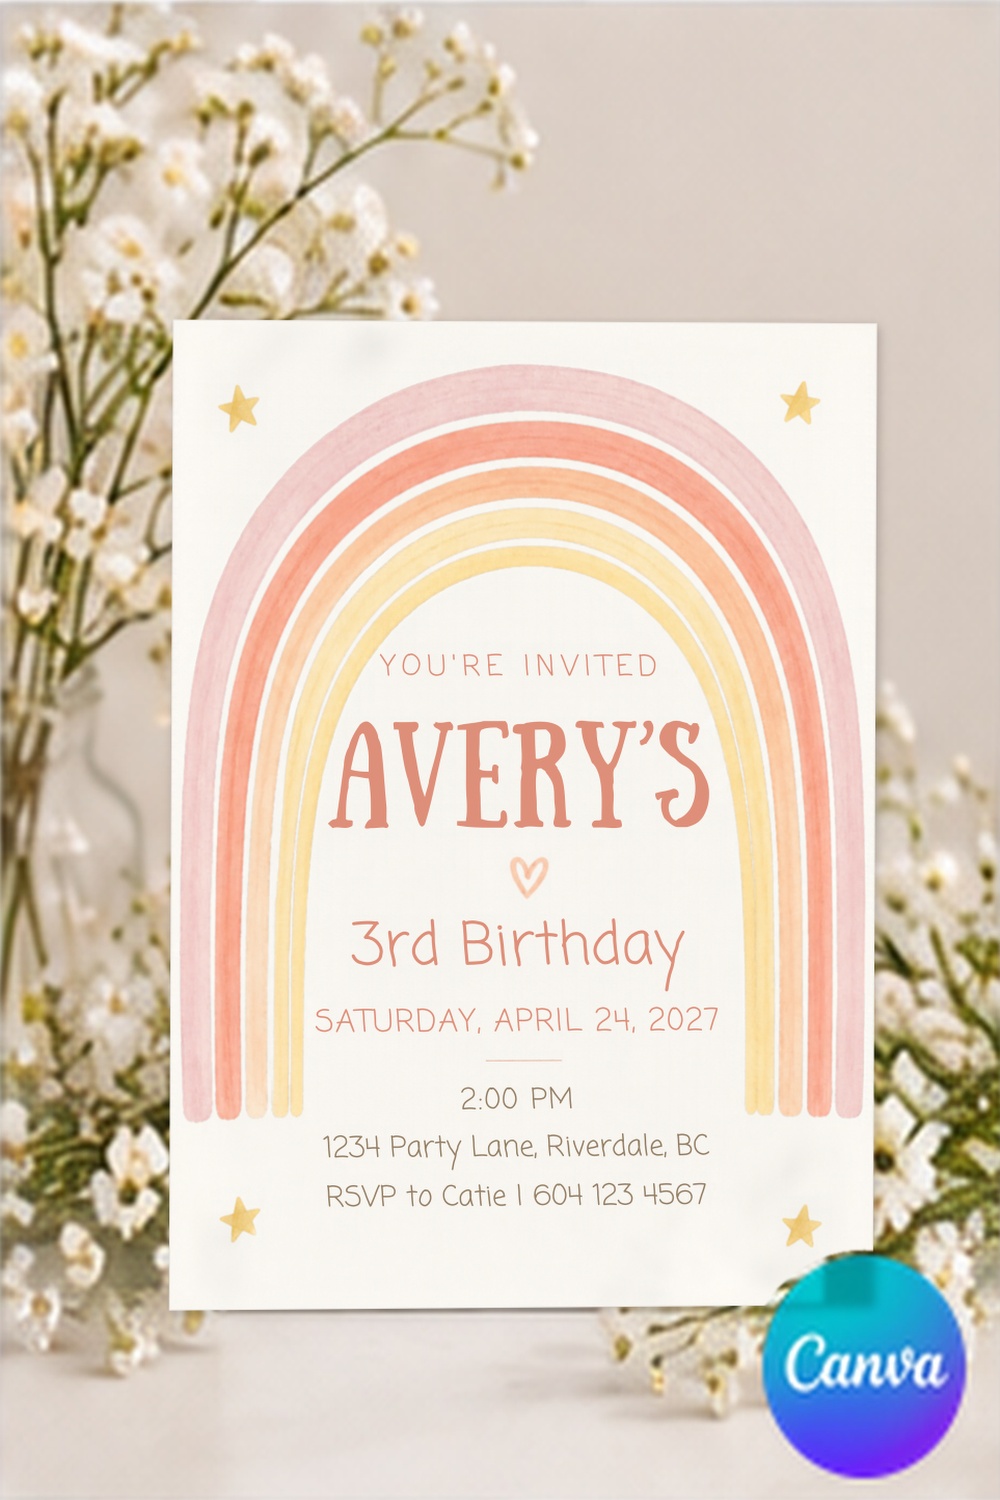 YOU'RE INVITED
AVERY'S
3rd Birthday
SATURDAY, APRIL 24, 2027
2:00 PM
1234 Party Lane, Riverdale, BC
RSVP to Catie | 604 123 4567
Canva